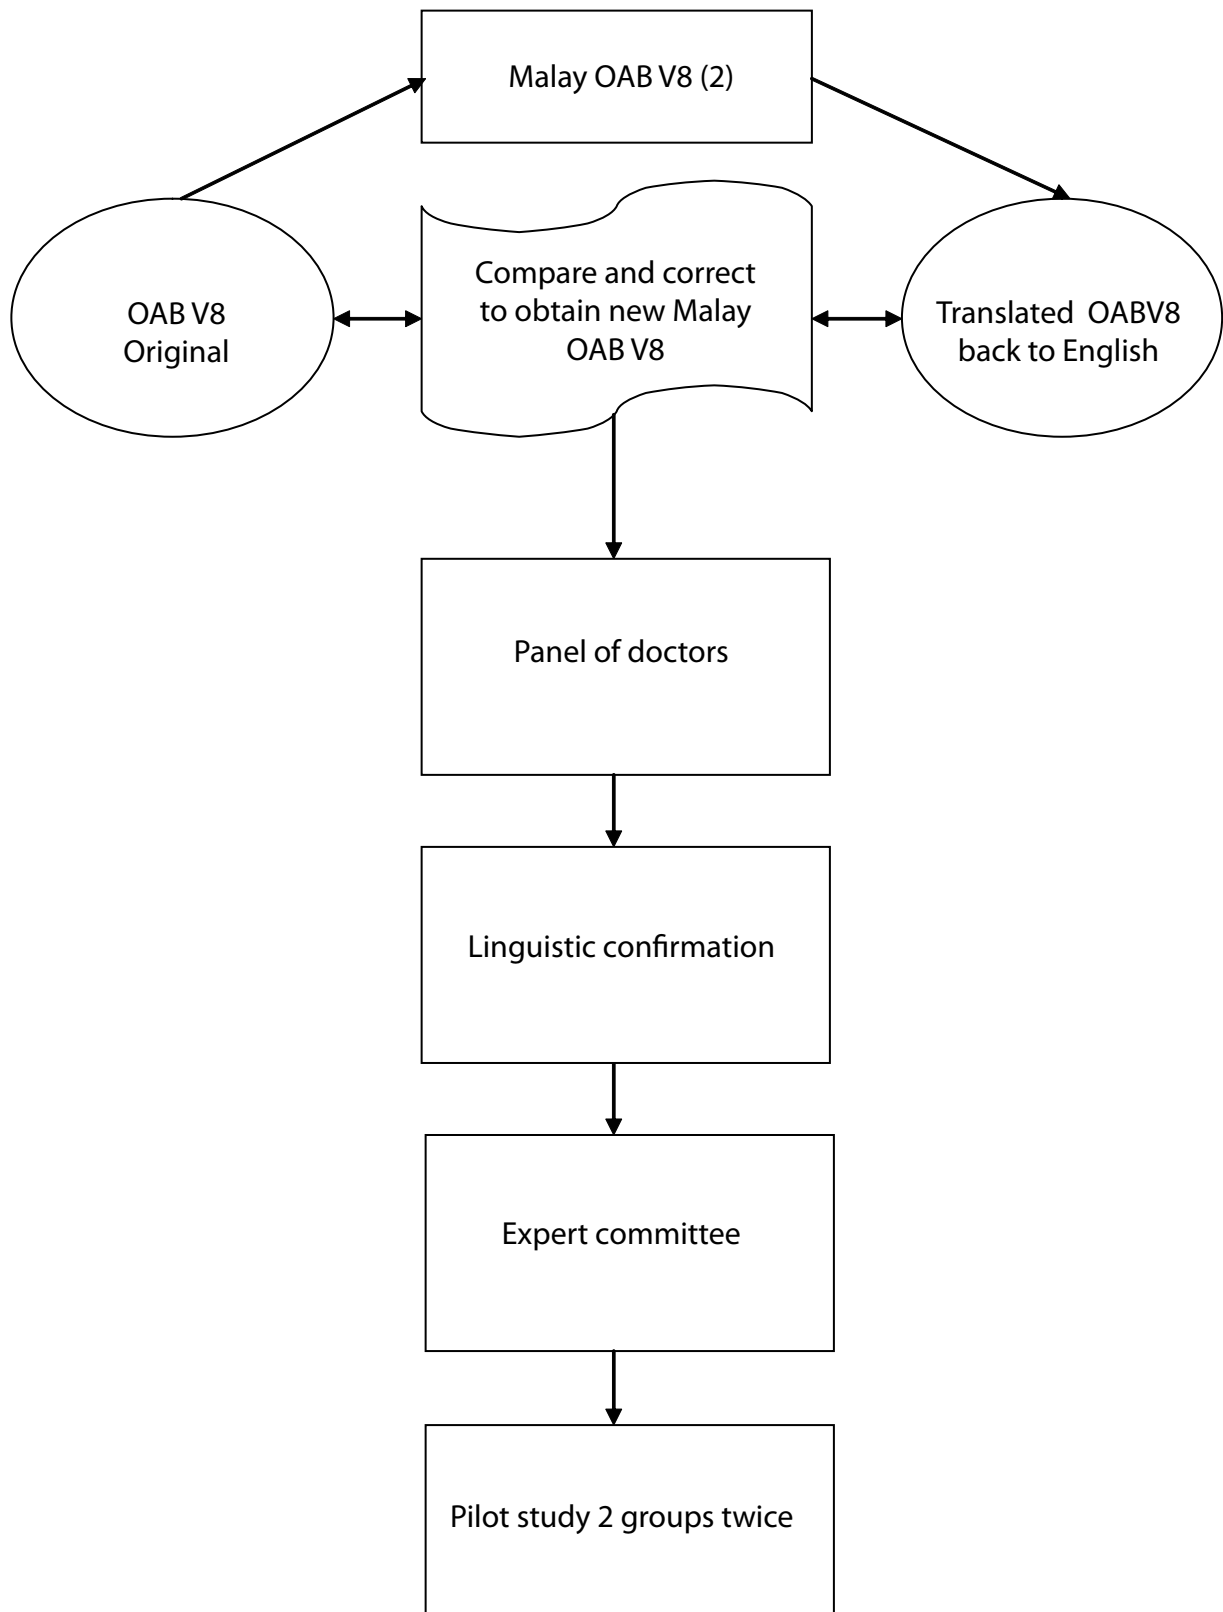 Malay OAB V8 (2)
OAB V8
Original
Compare and correct
to obtain new Malay
OAB V8
Translated OABV8
back to English
Panel of doctors
Linguistic confirmation
Expert committee
Pilot study 2 groups twice